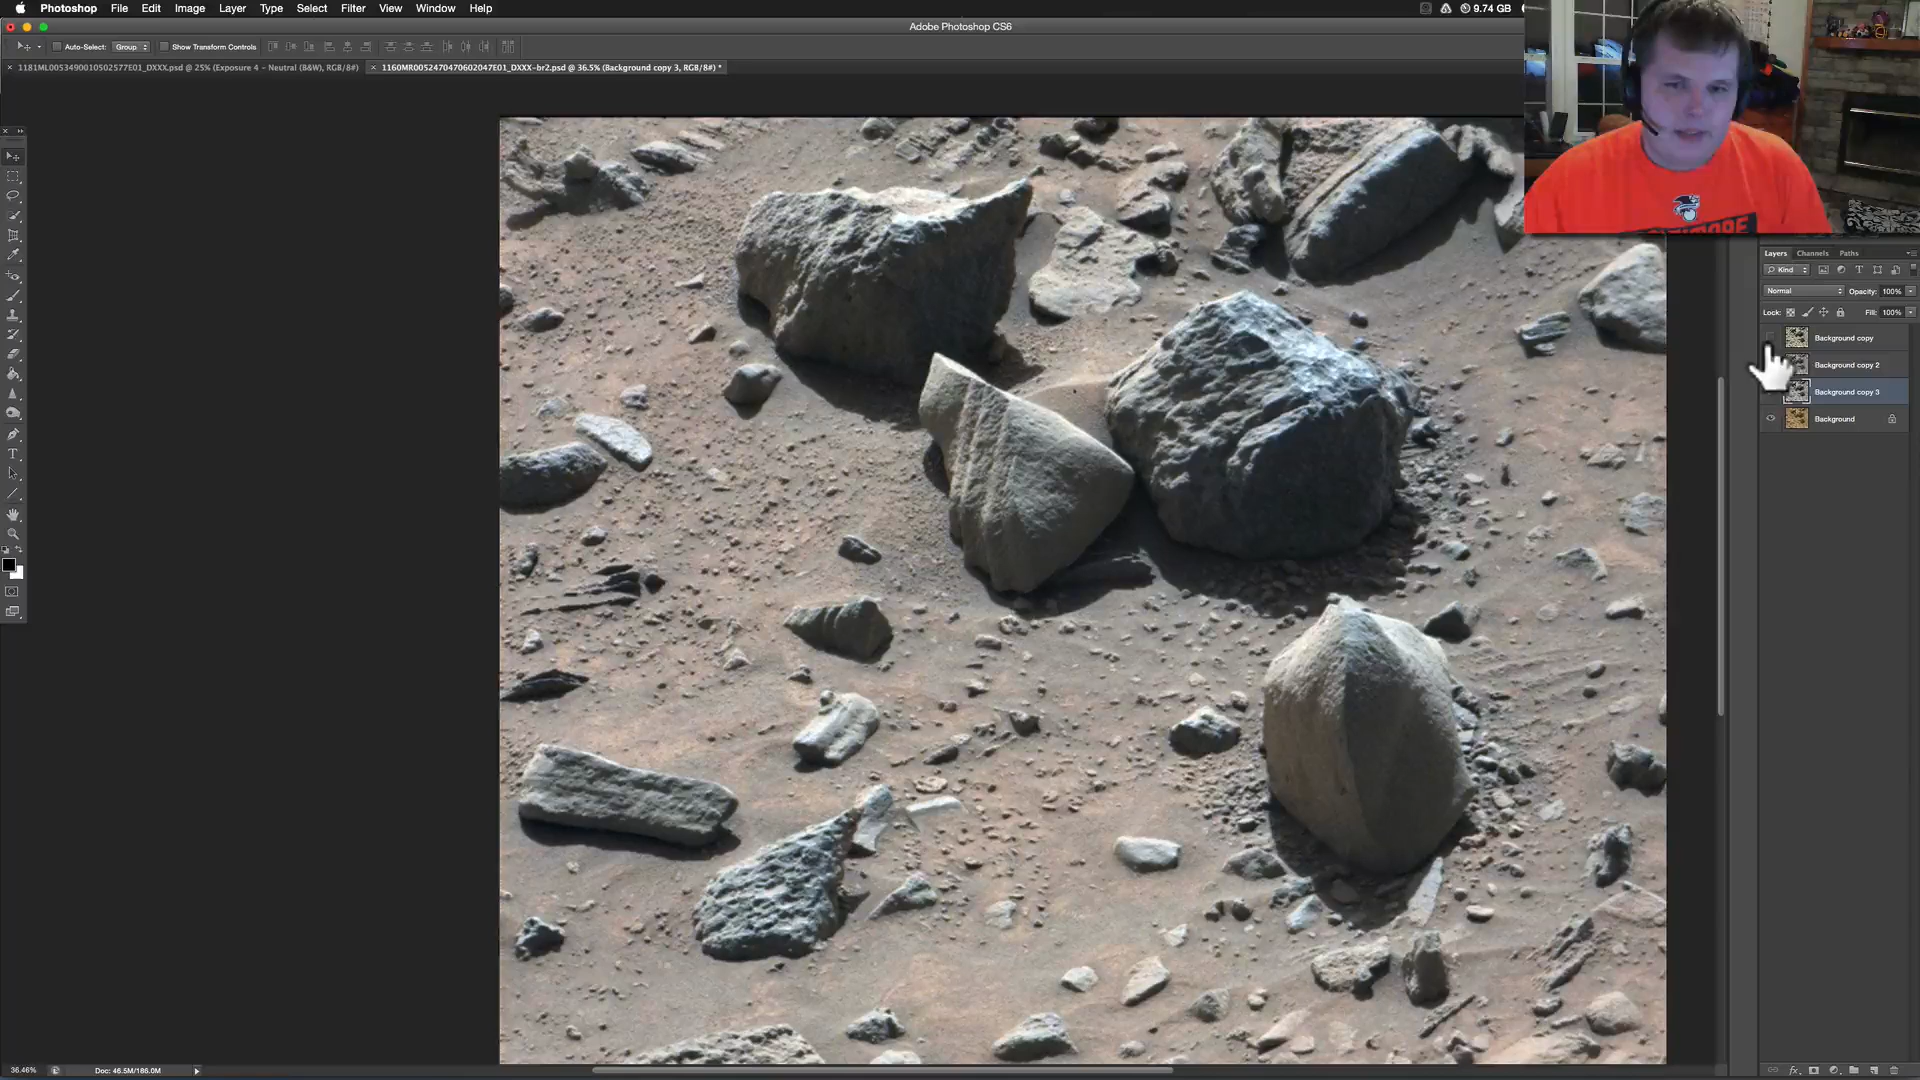 Photoshop File Edit Image Layer Type Select Filter View Window Help 9.74 GB
Adobe Photoshop CS6
Auto-Select: Group Show Transform Controls
1181ML0053490010502577E01_DXXX.psd @ 25% (Exposure 4 - Neutral (B&W), RGB/8#) 1160MR0052470470602047E01_DXXX-br2.psd @ 36.5% (Background copy 3, RGB/8#) *
Layers Channels Paths
Kind
Normal Opacity: 100%
Lock: Fill: 100%
Background copy
Background copy 2
Background copy 3
Background
36.46% Doc: 46.5M/186.0M